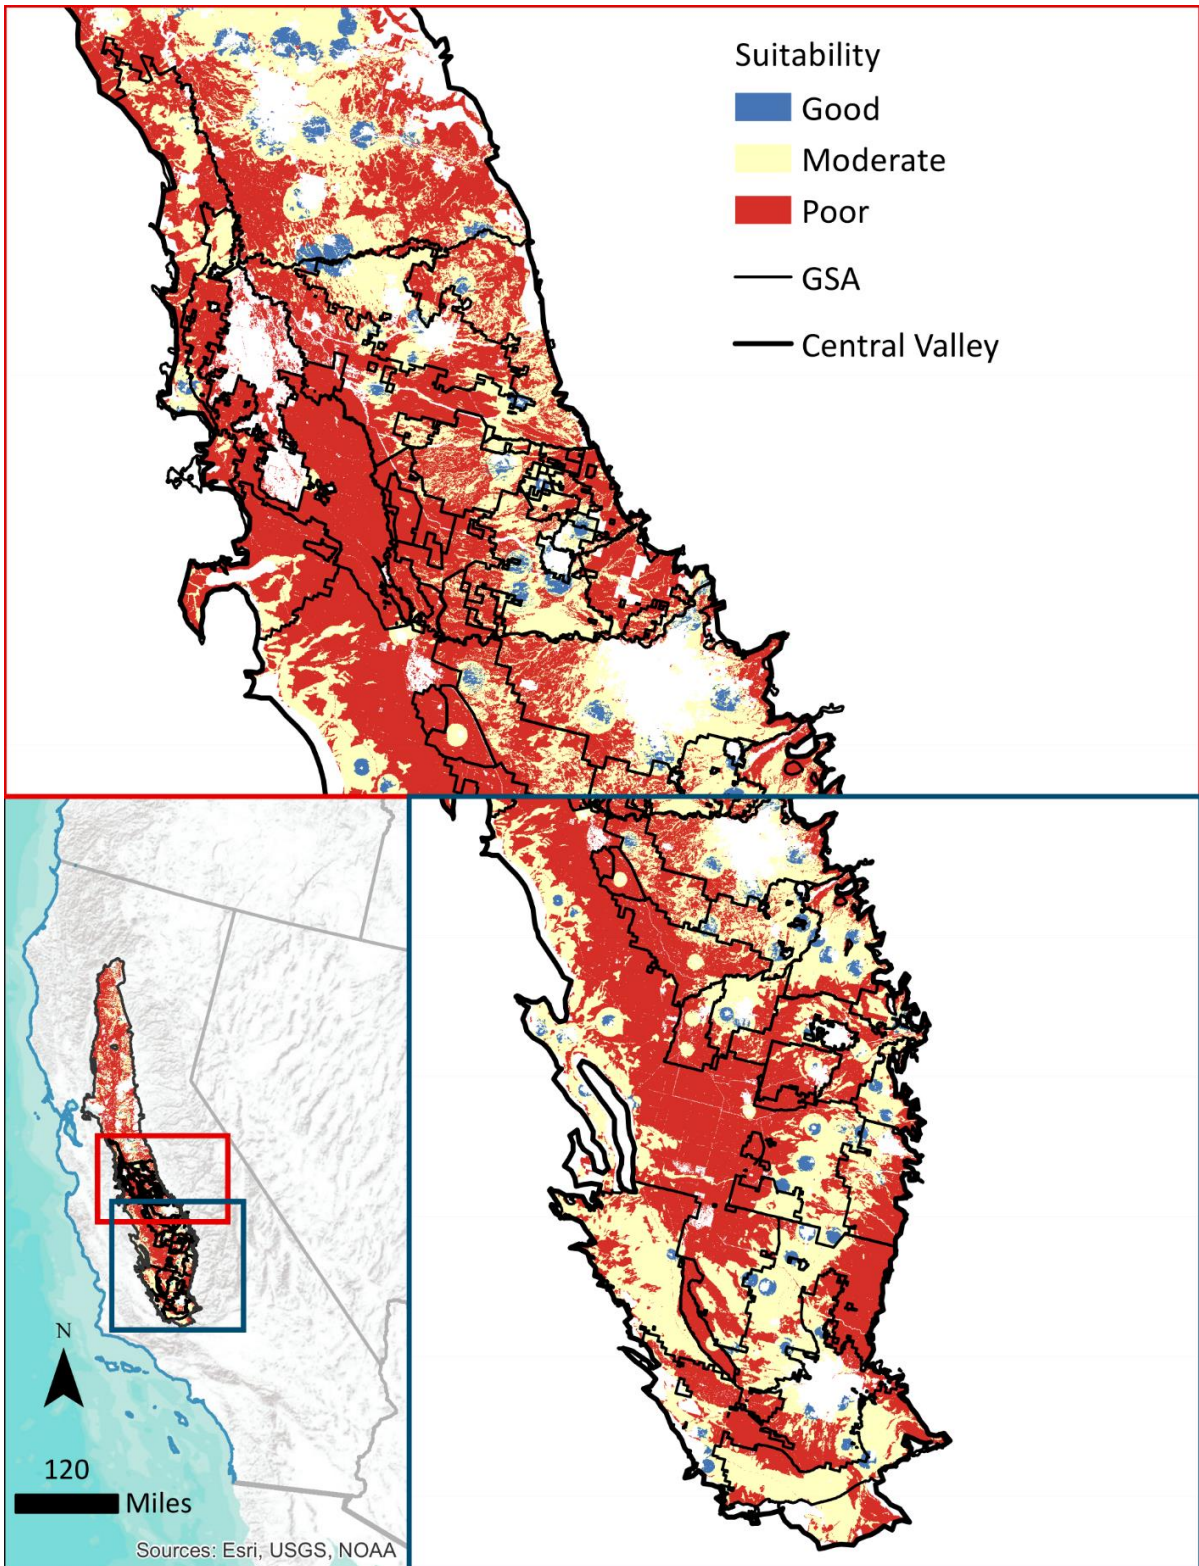 Suitability
Good
Moderate
Poor
GSA
Central Valley
N
120
Miles
Sources: Esri, USGS, NOAA